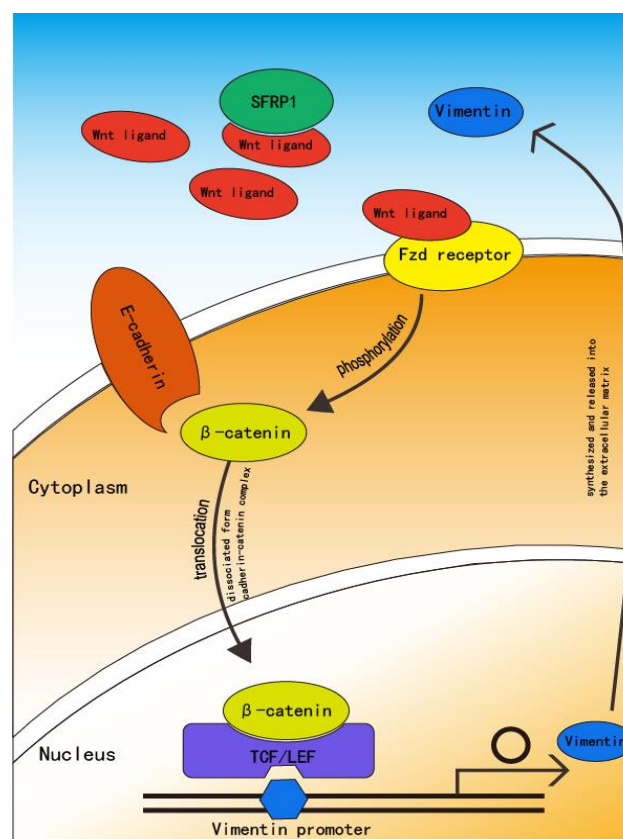 SFRP1
Vimentin
Wnt ligand
Wnt ligand
Wnt ligand
Wnt ligand
Fzd receptor
E-cadherin
phosphorylation
β-catenin
synthesized and released into
the extracellular matrix
Cytoplasm
translocation
dissociated form
cadherin-catenin complex
β-catenin
Nucleus
TCF/LEF
Vimentin
Vimentin promoter